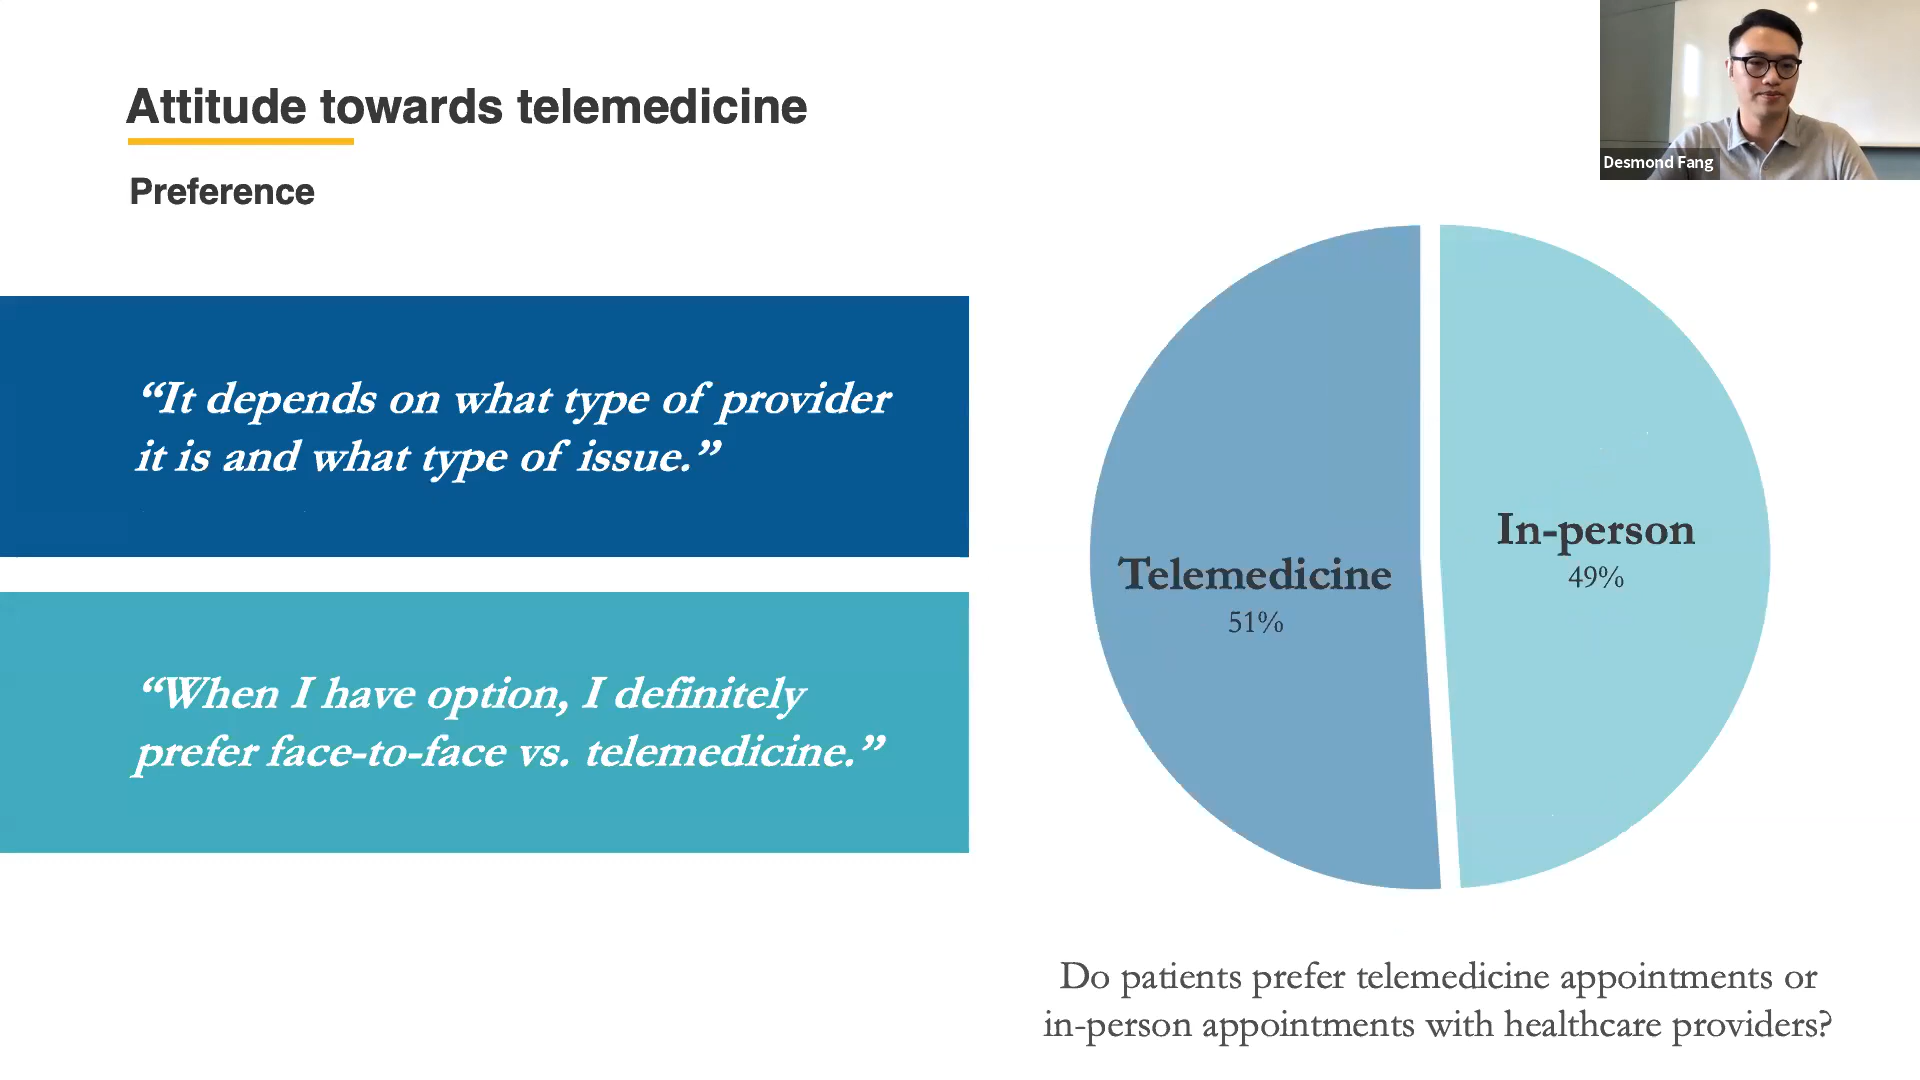 Attitude towards telemedicine
Preference
Desmond Fang
“It depends on what type of provider
it is and what type of issue.”
“When I have option, I definitely
prefer face-to-face vs. telemedicine.”
Telemedicine
51%
In-person
49%
Do patients prefer telemedicine appointments or
in-person appointments with healthcare providers?